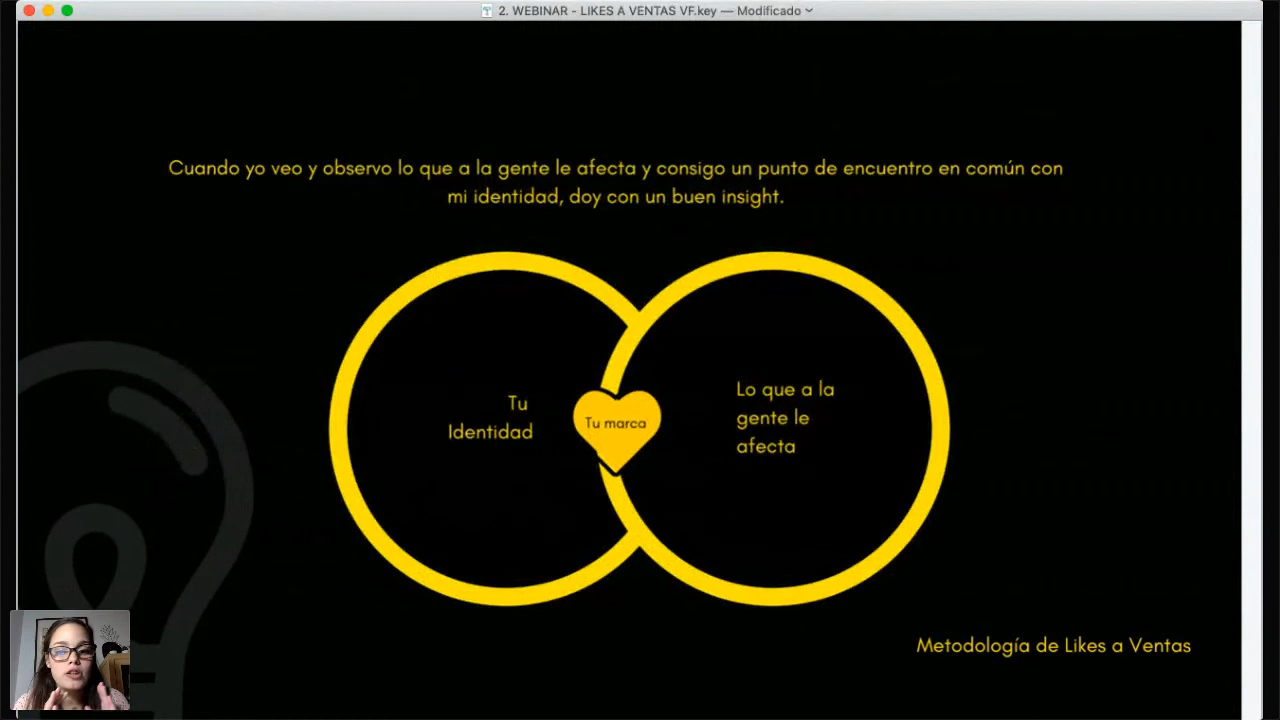 2. WEBINAR - LIKES A VENTAS VF.key — Modificado
Cuando yo veo y observo lo que a la gente le afecta y consigo un punto de encuentro en común con
mi identidad, doy con un buen insight.
Tu
Identidad
Tu marca
Lo que a la
gente le
afecta
Metodología de Likes a Ventas